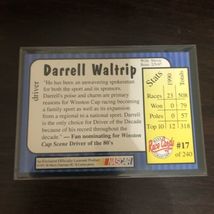 Darrell Waltrip
driver
"He has been an unwavering spokesman
for both the sport and its sponsors.
Darrell's poise and charm are primary
reasons for Winston Cup racing becoming
a family sport as well as its expansion
from a regional to a national sport. Darrell
is the only choice for Driver of the Decade
because of his record throughout the
decade." — Fan nominating for Winston
Cup Scene Driver of the 80's
Stats
1990 Totals
Races 23 508
Won 0 79
Poles 0 57
Top 10 12 318
#17
of 240
NASCAR